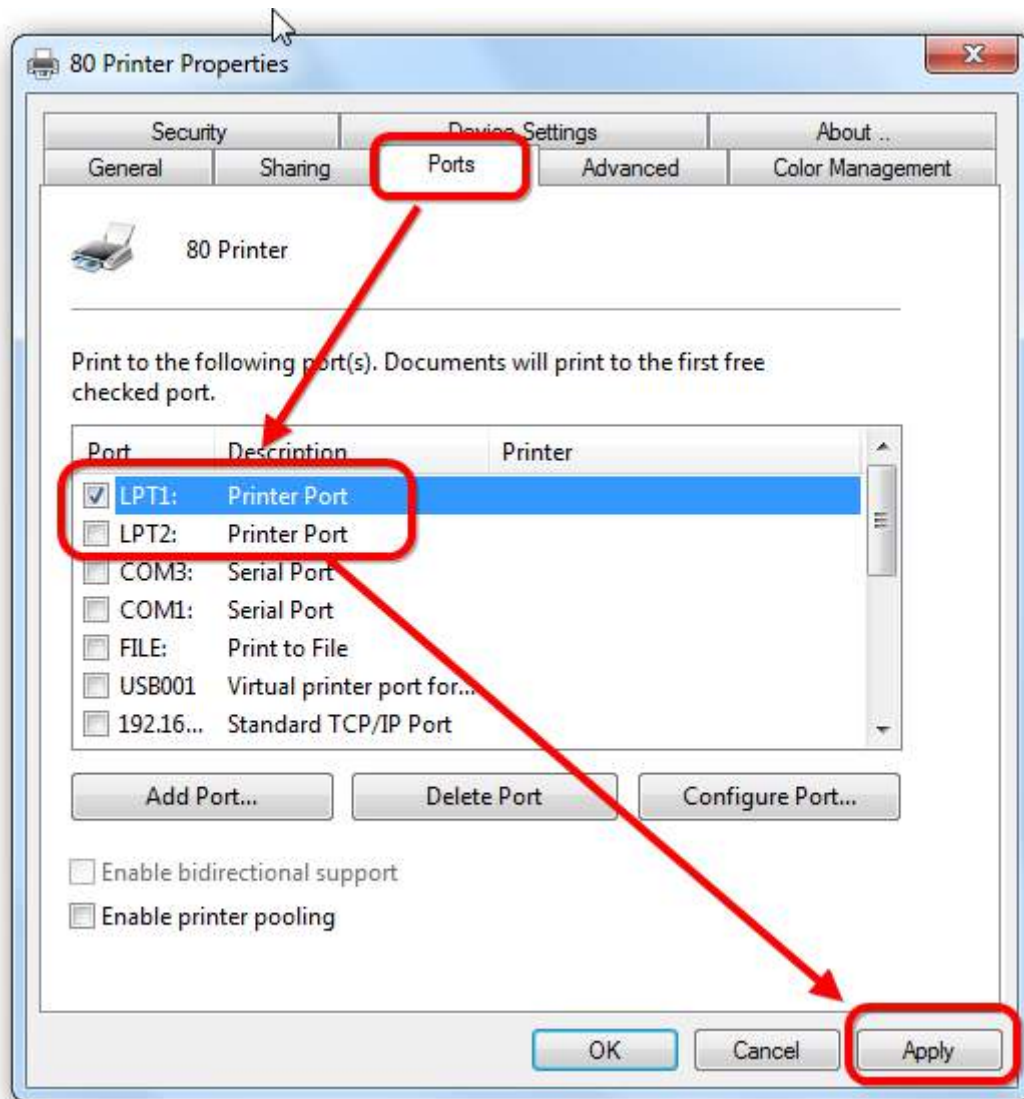 80 Printer Properties
Security Device Settings About ..
General Sharing Ports Advanced Color Management
80 Printer
Print to the following port(s). Documents will print to the first free
checked port.
Port Description Printer
LPT1: Printer Port
LPT2: Printer Port
COM3: Serial Port
COM1: Serial Port
FILE: Print to File
USB001 Virtual printer port for...
192.16... Standard TCP/IP Port
Add Port... Delete Port Configure Port...
Enable bidirectional support
Enable printer pooling
OK Cancel Apply